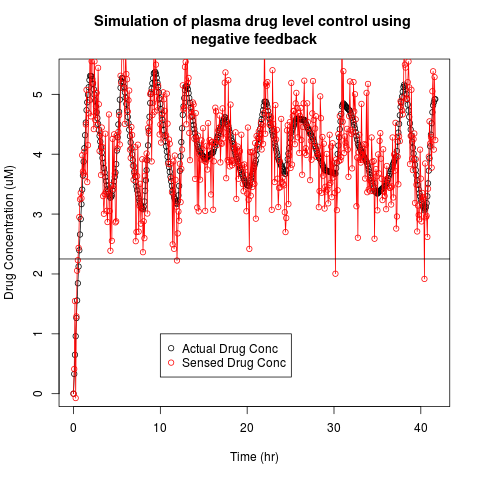 Simulation of plasma drug level control using
negative feedback
Drug Concentration (uM)
5
4
3
2
1
0
Actual Drug Conc
Sensed Drug Conc
0 10 20 30 40
Time (hr)